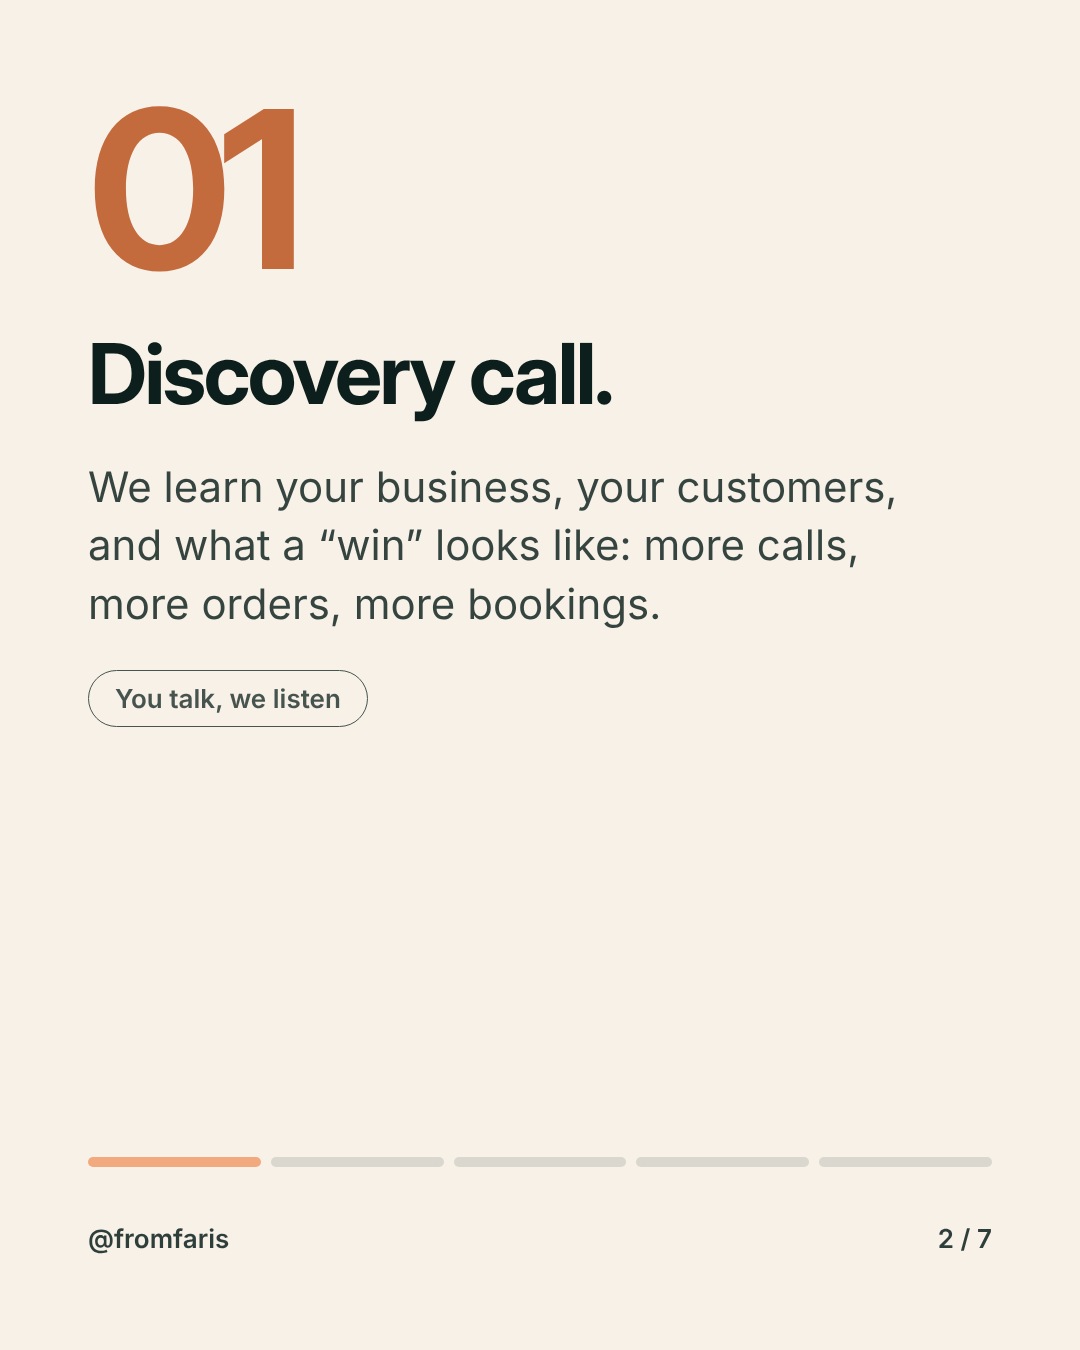 01
Discovery call.
We learn your business, your customers,
and what a “win” looks like: more calls,
more orders, more bookings.
You talk, we listen
@fromfaris
2 / 7